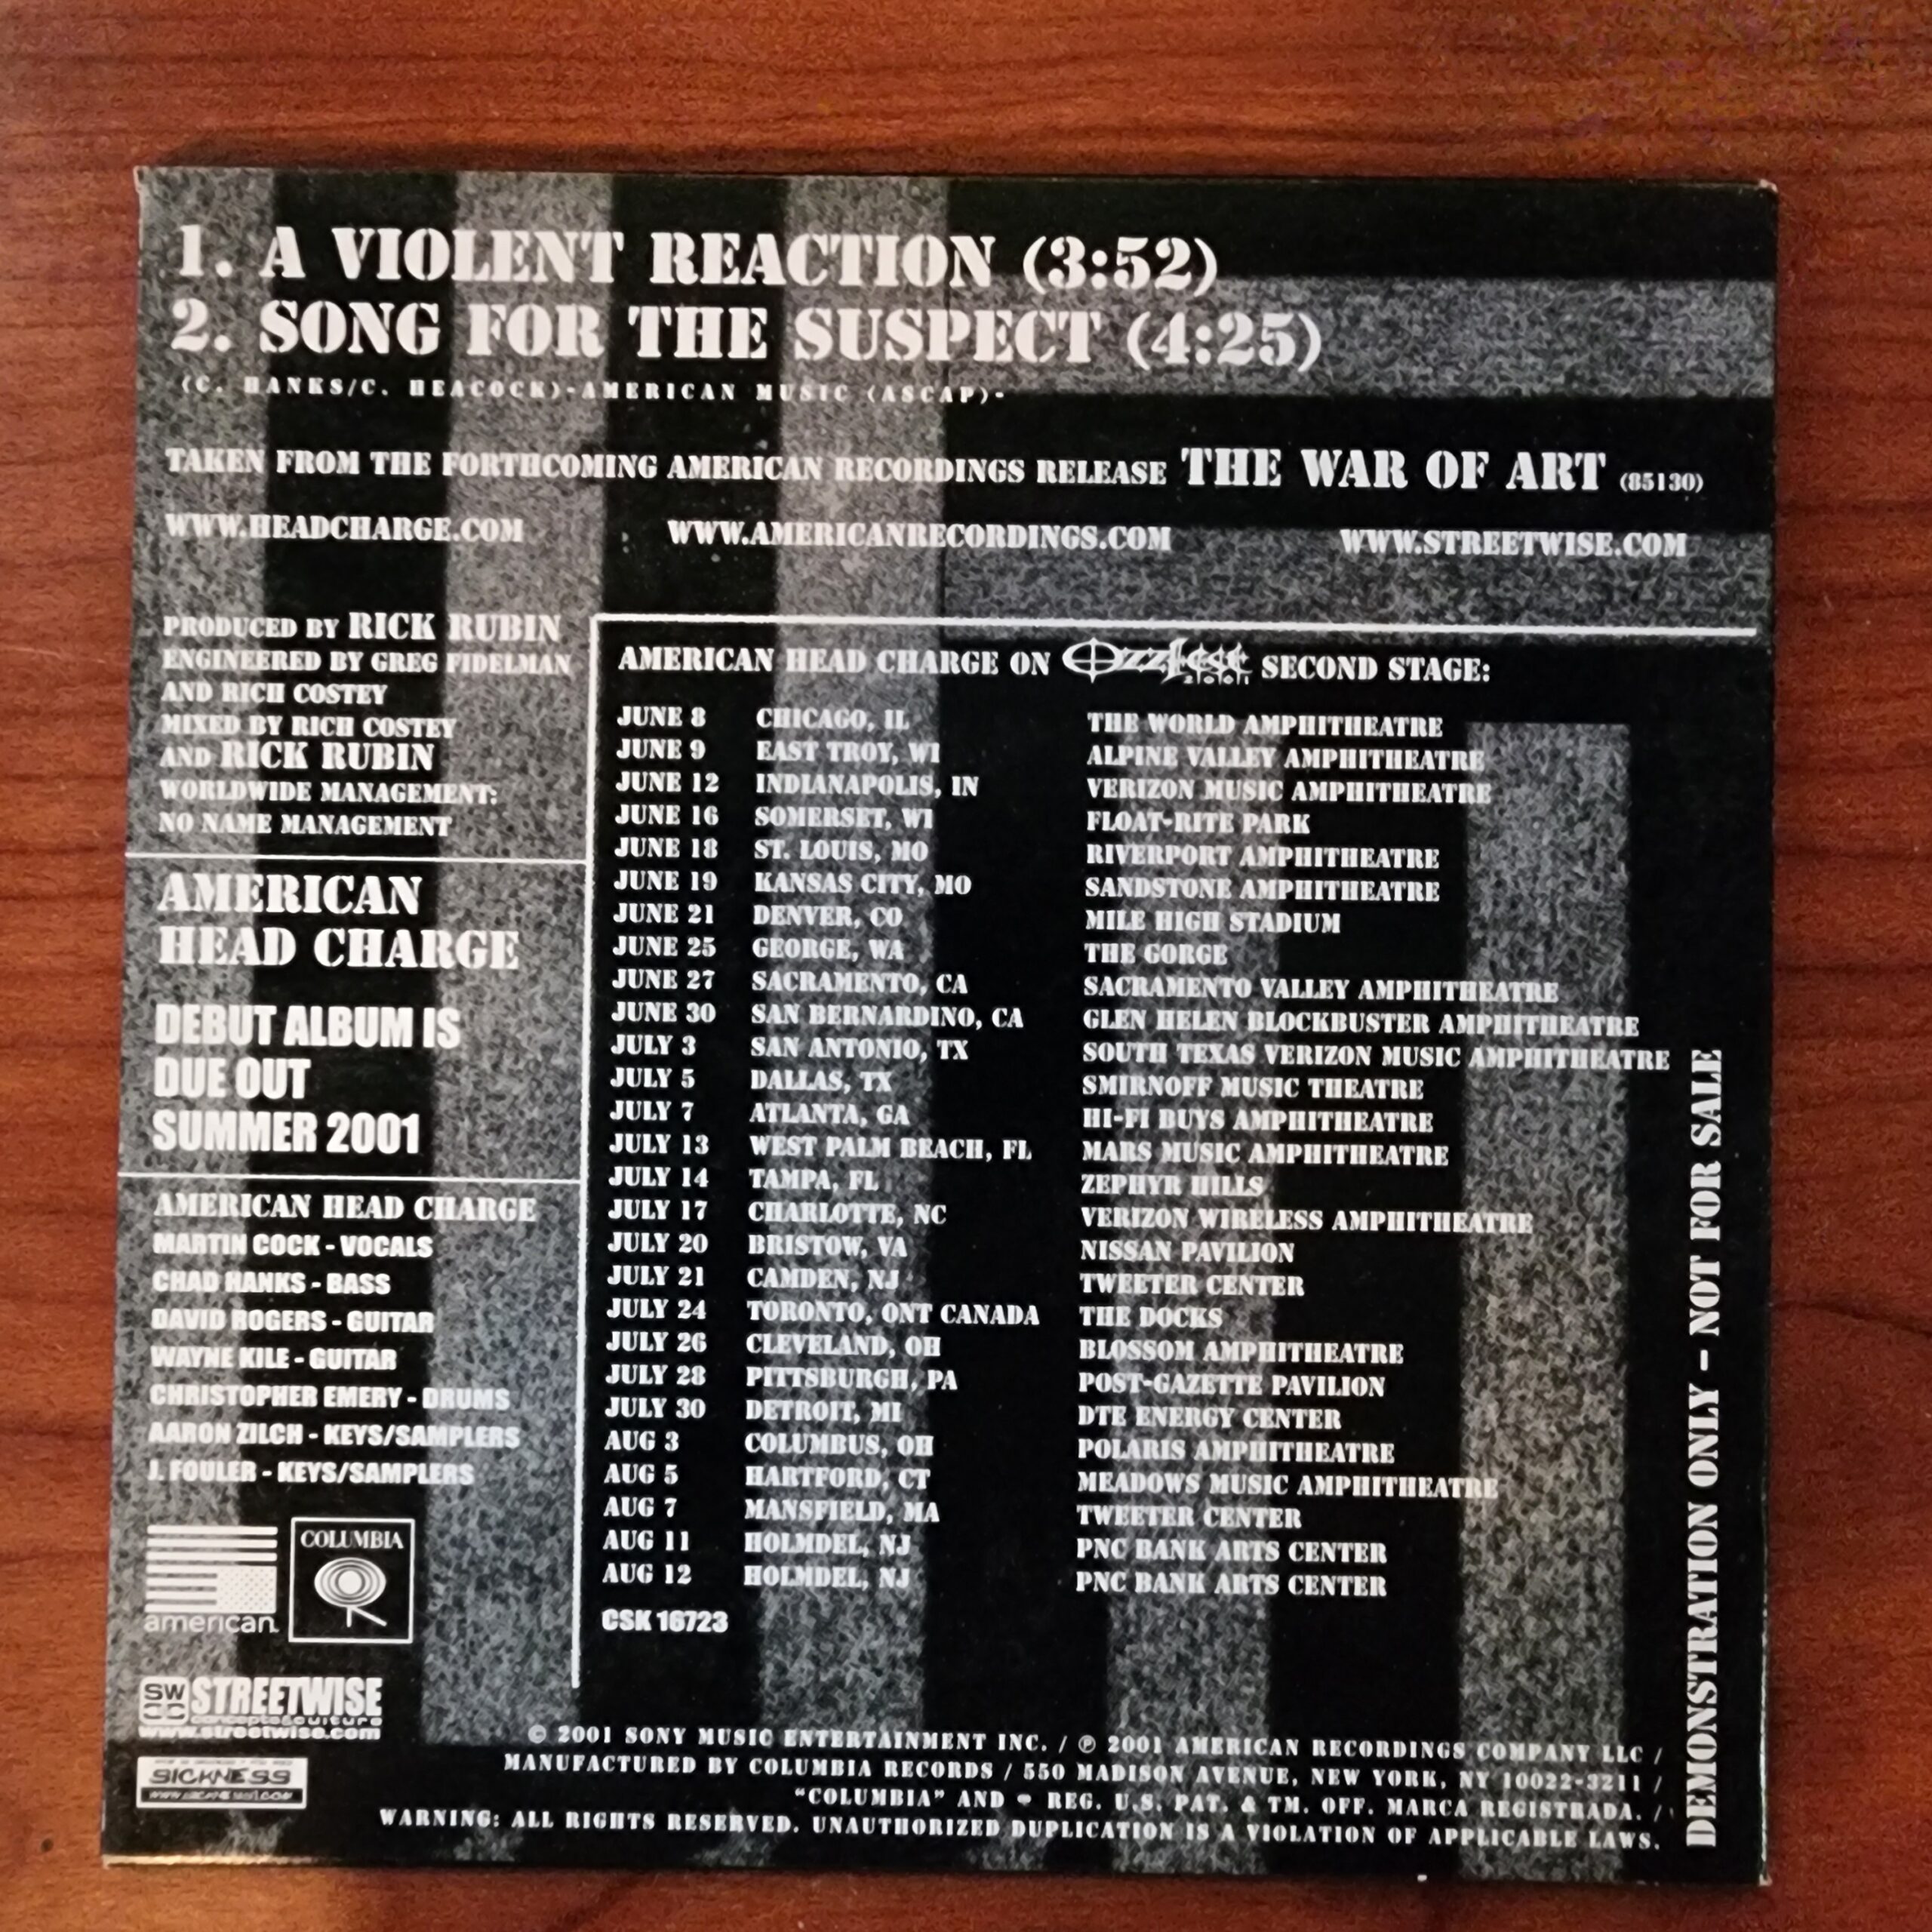 1. A VIOLENT REACTION (3:52)
2. SONG FOR THE SUSPECT (4:25)
(C. HANKS/C. HEACOCK)-AMERICAN MUSIC (ASCAP)-
TAKEN FROM THE FORTHCOMING AMERICAN RECORDINGS RELEASE THE WAR OF ART (85130)
WWW.HEADCHARGE.COM WWW.AMERICANRECORDINGS.COM WWW.STREETWISE.COM
PRODUCED BY RICK RUBIN
ENGINEERED BY GREG FIDELMAN
AND RICH COSTEY
MIXED BY RICH COSTEY
AND RICK RUBIN
WORLDWIDE MANAGEMENT:
NO NAME MANAGEMENT
AMERICAN
HEAD CHARGE
DEBUT ALBUM IS
DUE OUT
SUMMER 2001
AMERICAN HEAD CHARGE
MARTIN COCK - VOCALS
CHAD HANKS - BASS
DAVID ROGERS - GUITAR
WAYNE KILE - GUITAR
CHRISTOPHER EMERY - DRUMS
AARON ZILCH - KEYS/SAMPLERS
J. FOULER - KEYS/SAMPLERS
american
COLUMBIA
SW STREETWISE
concepts&culture
www.streetwise.com
SICKNESS
AMERICAN HEAD CHARGE ON Ozzfest 2001 SECOND STAGE:
JUNE 8 CHICAGO, IL THE WORLD AMPHITHEATRE
JUNE 9 EAST TROY, WI ALPINE VALLEY AMPHITHEATRE
JUNE 12 INDIANAPOLIS, IN VERIZON MUSIC AMPHITHEATRE
JUNE 16 SOMERSET, WI FLOAT-RITE PARK
JUNE 18 ST. LOUIS, MO RIVERPORT AMPHITHEATRE
JUNE 19 KANSAS CITY, MO SANDSTONE AMPHITHEATRE
JUNE 21 DENVER, CO MILE HIGH STADIUM
JUNE 25 GEORGE, WA THE GORGE
JUNE 27 SACRAMENTO, CA SACRAMENTO VALLEY AMPHITHEATRE
JUNE 30 SAN BERNARDINO, CA GLEN HELEN BLOCKBUSTER AMPHITHEATRE
JULY 3 SAN ANTONIO, TX SOUTH TEXAS VERIZON MUSIC AMPHITHEATRE
JULY 5 DALLAS, TX SMIRNOFF MUSIC THEATRE
JULY 7 ATLANTA, GA HI-FI BUYS AMPHITHEATRE
JULY 13 WEST PALM BEACH, FL MARS MUSIC AMPHITHEATRE
JULY 14 TAMPA, FL ZEPHYR HILLS
JULY 17 CHARLOTTE, NC VERIZON WIRELESS AMPHITHEATRE
JULY 20 BRISTOW, VA NISSAN PAVILION
JULY 21 CAMDEN, NJ TWEETER CENTER
JULY 24 TORONTO, ONT CANADA THE DOCKS
JULY 26 CLEVELAND, OH BLOSSOM AMPHITHEATRE
JULY 28 PITTSBURGH, PA POST-GAZETTE PAVILION
JULY 30 DETROIT, MI DTE ENERGY CENTER
AUG 3 COLUMBUS, OH POLARIS AMPHITHEATRE
AUG 5 HARTFORD, CT MEADOWS MUSIC AMPHITHEATRE
AUG 7 MANSFIELD, MA TWEETER CENTER
AUG 11 HOLMDEL, NJ PNC BANK ARTS CENTER
AUG 12 HOLMDEL, NJ PNC BANK ARTS CENTER
CSK 16723
© 2001 SONY MUSIC ENTERTAINMENT INC. / ℗ 2001 AMERICAN RECORDINGS COMPANY LLC /
MANUFACTURED BY COLUMBIA RECORDS / 550 MADISON AVENUE, NEW YORK, NY 10022-3211 /
"COLUMBIA" AND REG. U.S. PAT. & TM. OFF. MARCA REGISTRADA. /
WARNING: ALL RIGHTS RESERVED. UNAUTHORIZED DUPLICATION IS A VIOLATION OF APPLICABLE LAWS.
DEMONSTRATION ONLY – NOT FOR SALE